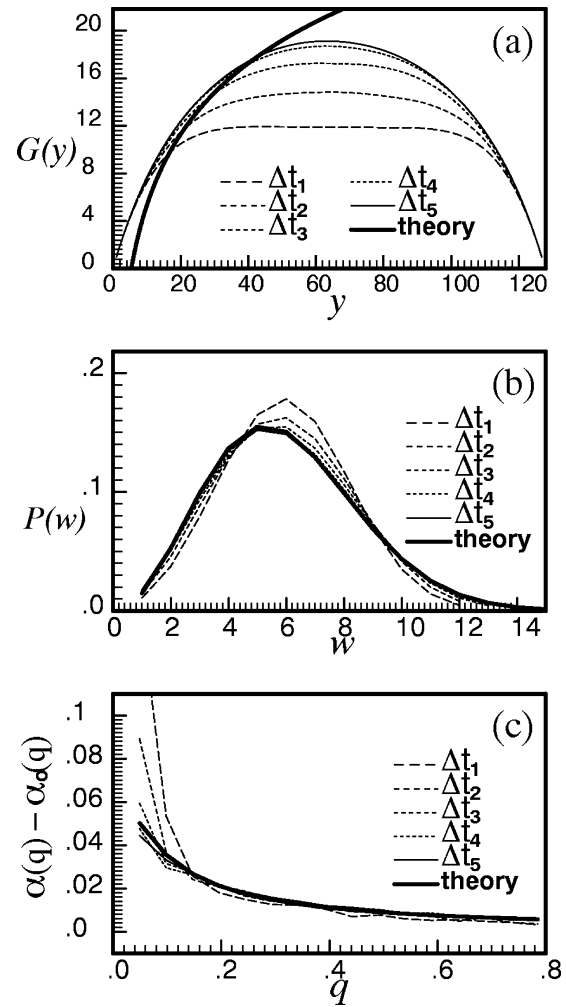 20
(a)
16
12
G(y)
8
Δt1 Δt4
Δt2 Δt5
Δt3 theory
4
0
0 20 40 60 80 100 120
y
.2
(b)
Δt1
Δt2
Δt3
Δt4
Δt5
theory
.1
P(w)
.0
0 2 4 6 8 10 12 14
w
.1
(c)
.08
Δt1
Δt2
Δt3
Δt4
Δt5
theory
.06
α(q) – αd(q)
.04
.02
.0
.0 .2 .4 .6 .8
q